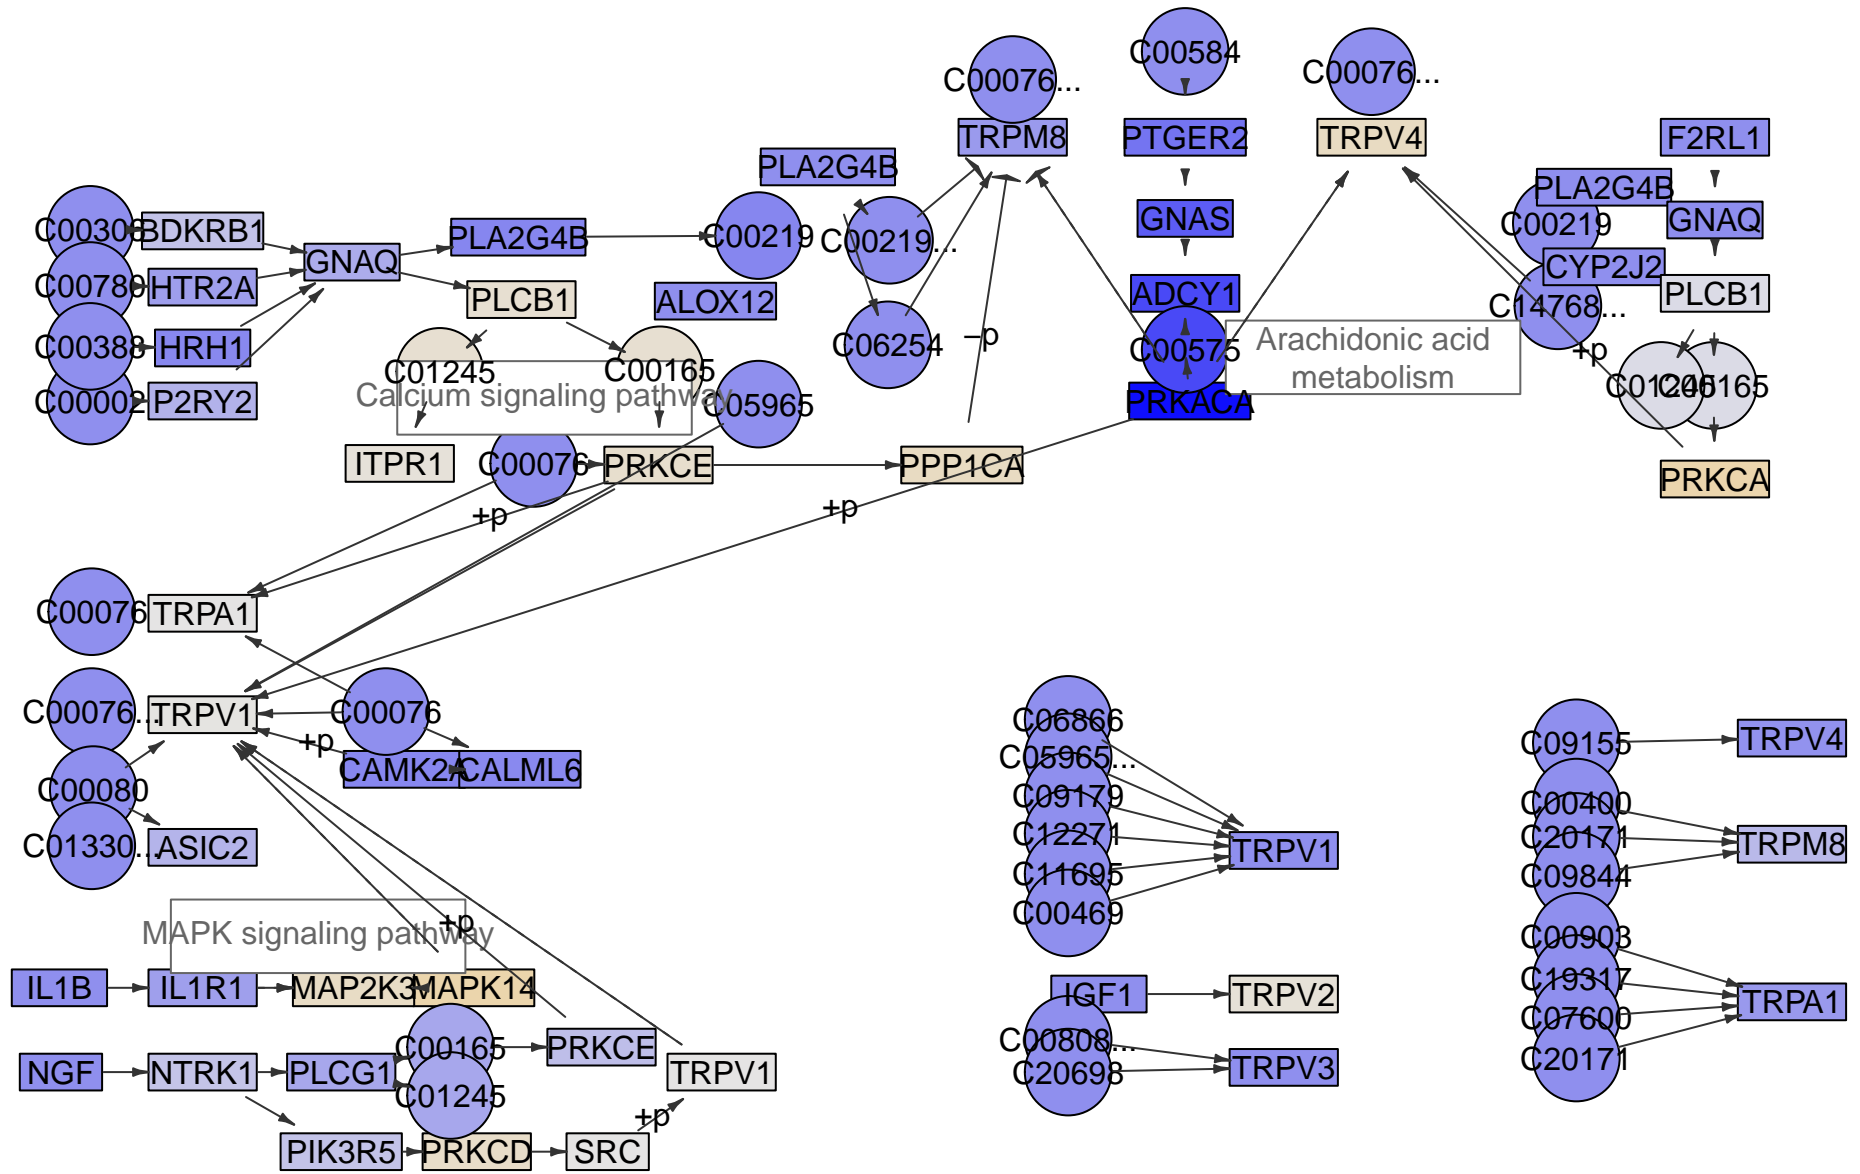 C00584
C00076...
C00076...
TRPM8
PTGER2
TRPV4
F2RL1
PLA2G4B
PLA2G4B
C00219
GNAS
GNAQ
BDKRB1
C00780
HTR2A
GNAQ
PLA2G4B
C00219
C00219...
CYP2J2
PLCB1
ADCY1
C14768...
PLCB1
ALOX12
C00388
HRH1
C06254
–p
C00575
Arachidonic acid
metabolism
+p
C01245
C00165
Calcium signaling pathway
C05965
C00002
P2RY2
PRKACA
C01245
C00165
ITPR1
C00076
PRKCE
PPP1CA
PRKCA
+p
+p
C00076
TRPA1
C00076...
TRPV1
C00076
+p
CAMK2A
CALML6
C00080
C01330...
ASIC2
C06866
C05965...
C09179
C12271
C11695
C00469
TRPV1
C09155
TRPV4
C00400
C20171
C09844
TRPM8
C00903
C19317
C07600
C20171
TRPA1
MAPK signaling pathway
+p
IL1B
IL1R1
MAP2K3
MAPK14
IGF1
TRPV2
C00808...
C20698
TRPV3
C00165
PRKCE
NGF
NTRK1
PLCG1
C01245
TRPV1
+p
PIK3R5
PRKCD
SRC